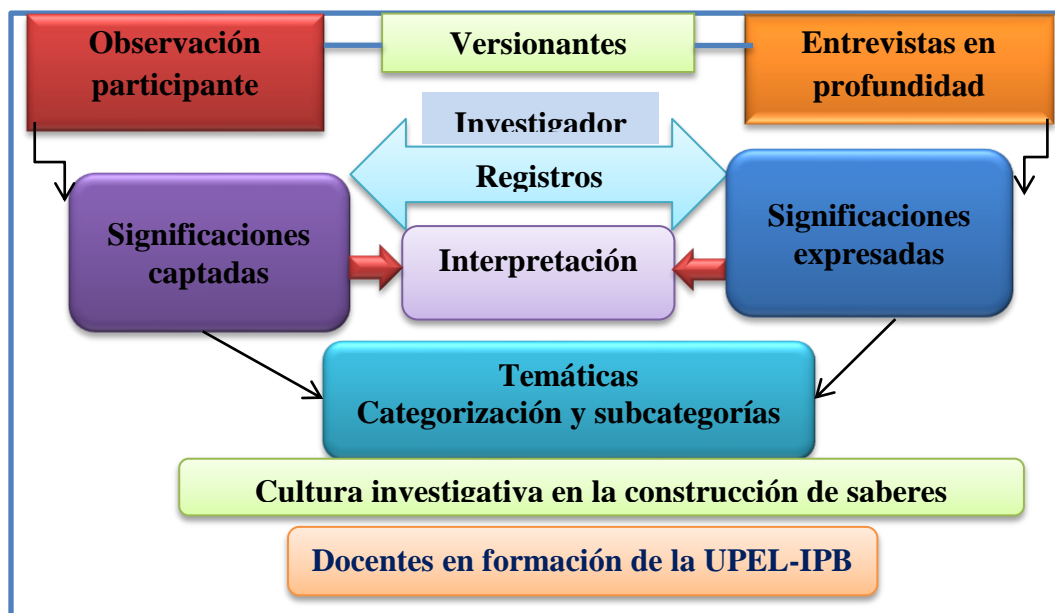 Observación
participante
Versionantes
Entrevistas en
profundidad
Investigador
Registros
Significaciones
captadas
Interpretación
Significaciones
expresadas
Temáticas
Categorización y subcategorías
Cultura investigativa en la construcción de saberes
Docentes en formación de la UPEL-IPB